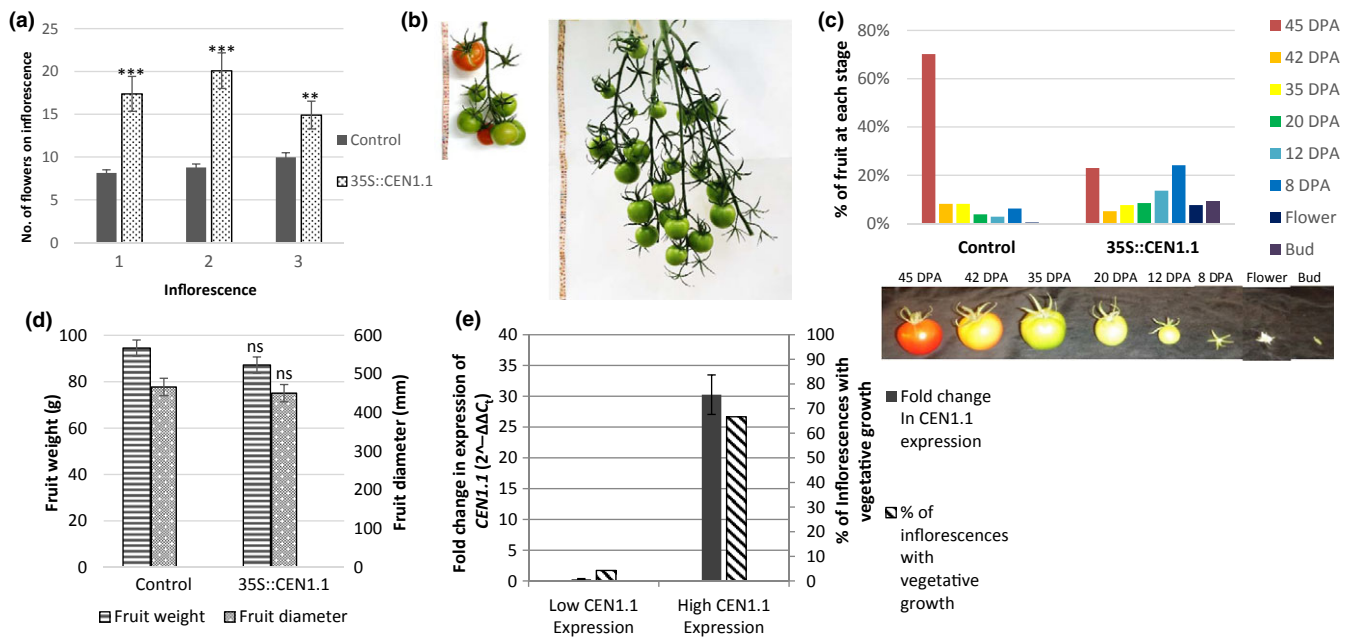 (a)
25
20
15
10
5
0
No. of flowers on inflorescence
***
***
**
1
2
3
Inflorescence
Control
35S::CEN1.1
(b)
(c)
80%
60%
40%
20%
0%
% of fruit at each stage
Control
35S::CEN1.1
45 DPA
42 DPA
35 DPA
20 DPA
12 DPA
8 DPA
Flower
Bud
45 DPA
42 DPA
35 DPA
20 DPA
12 DPA
8 DPA
Flower
Bud
(d)
100
80
60
40
20
0
Fruit weight (g)
ns
ns
600
500
400
300
200
100
0
Fruit diameter (mm)
Control
35S::CEN1.1
Fruit weight
Fruit diameter
(e)
40
35
30
25
20
15
10
5
0
Fold change in expression of
CEN1.1 (2^–ΔΔCt)
100
90
80
70
60
50
40
30
20
10
0
% of Inflorescences with
vegetative growth
Low CEN1.1
Expression
High CEN1.1
Expression
Fold change
In CEN1.1
expression
% of
inflorescences
with
vegetative
growth